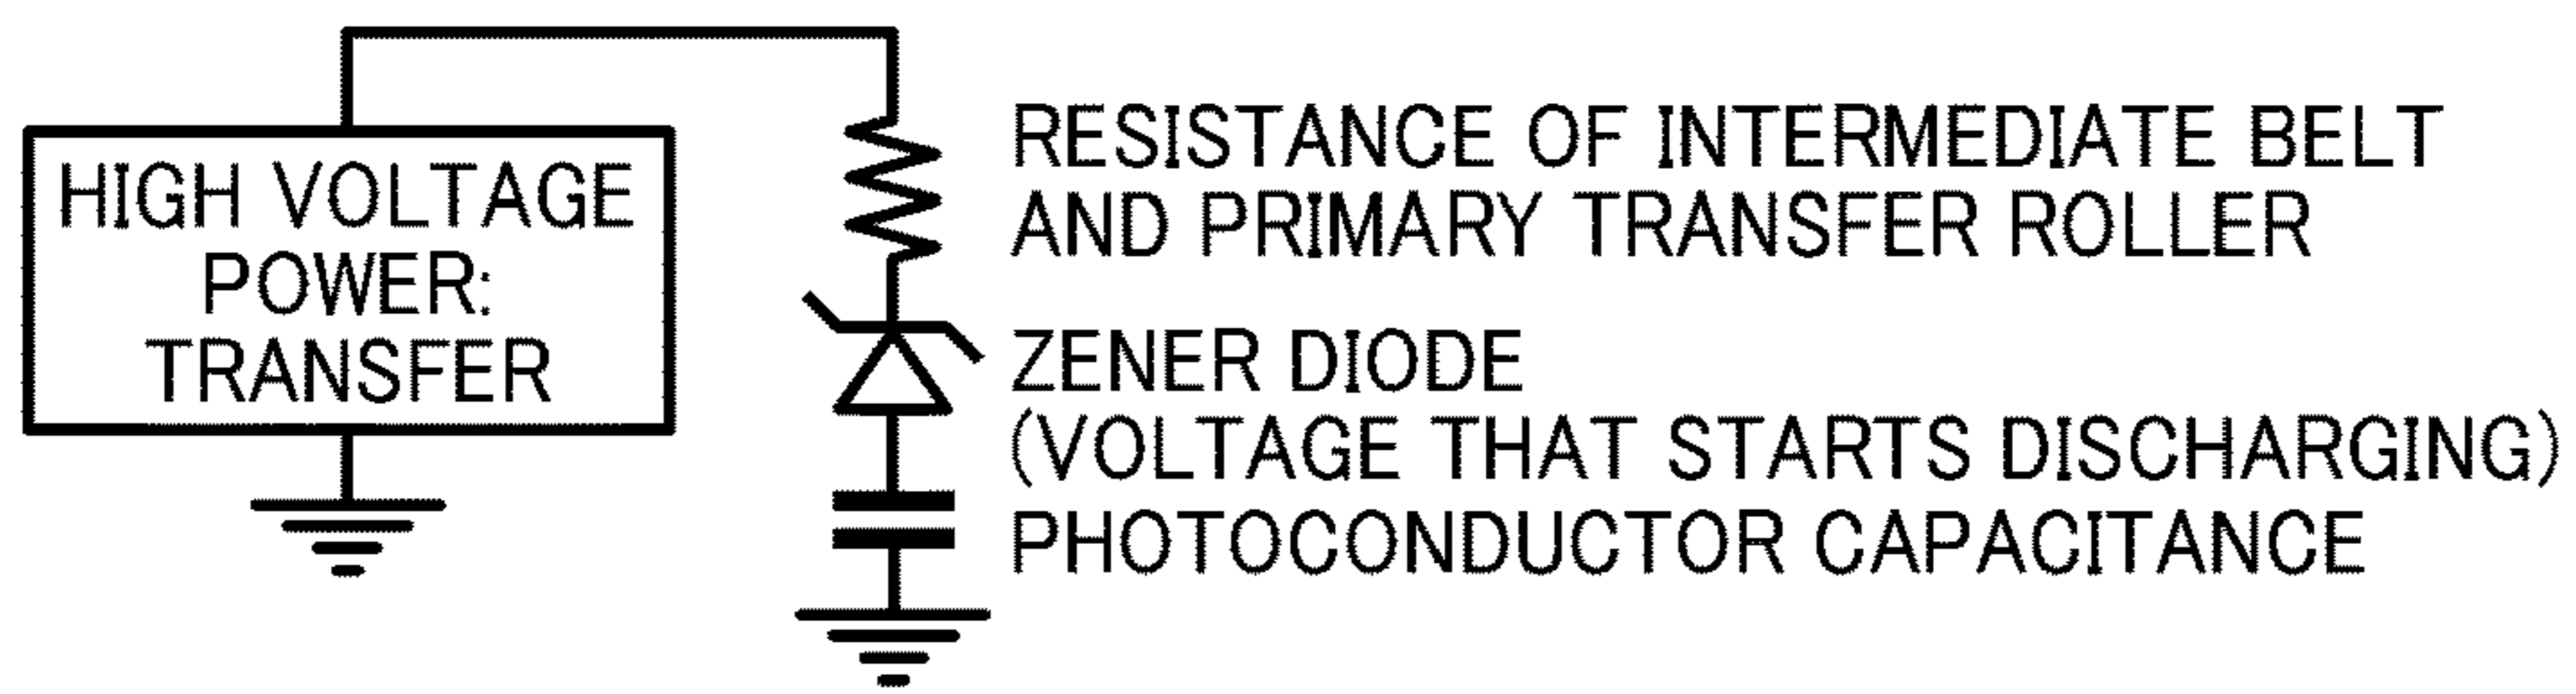 HIGH VOLTAGE
POWER:
TRANSFER
RESISTANCE OF INTERMEDIATE BELT
AND PRIMARY TRANSFER ROLLER
ZENER DIODE
(VOLTAGE THAT STARTS DISCHARGING)
PHOTOCONDUCTOR CAPACITANCE